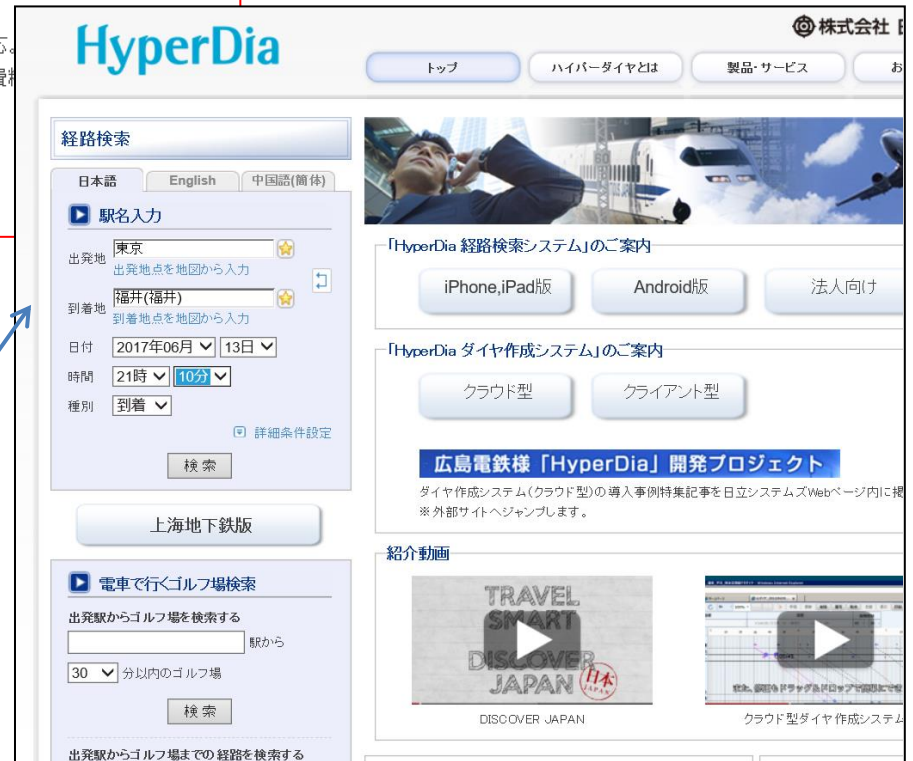 HyperDia
株式会社
トップ
ハイパーダイヤとは
製品・サービス
お
経路検索
日本語
English
中国語(簡体)
駅名入力
出発地
東京
出発地点を地図から入力
到着地
福井(福井)
到着地点を地図から入力
日付 2017年06月 13日
時間 21時 10分
種別 到着
詳細条件設定
検索
上海地下鉄版
電車で行くゴルフ場検索
出発駅からゴルフ場を検索する
駅から
30 分以内のゴルフ場
検索
出発駅からゴルフ場までの経路を検索する
「HyperDia 経路検索システム」のご案内
iPhone,iPad版
Android版
法人向け
「HyperDia ダイヤ作成システム」のご案内
クラウド型
クライアント型
広島電鉄様「HyperDia」開発プロジェクト
ダイヤ作成システム(クラウド型)の導入事例特集記事を日立システムズWebページ内に掲
※外部サイトへジャンプします。
紹介動画
TRAVEL
SMART
DISCOVER
JAPAN
日本
JAPAN
DISCOVER JAPAN
クラウド型ダイヤ作成システム